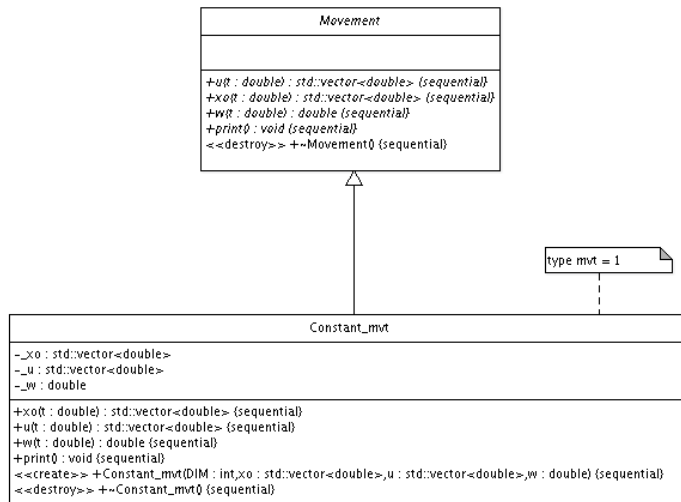 Movement
+u(t : double) : std::vector<double> {sequential}
+xo(t : double) : std::vector<double> {sequential}
+w(t : double) : double {sequential}
+print() : void {sequential}
<<destroy>> +~Movement() {sequential}
type mvt = 1
Constant_mvt
-_xo : std::vector<double>
-_u : std::vector<double>
-_w : double
+xo(t : double) : std::vector<double> {sequential}
+u(t : double) : std::vector<double> {sequential}
+w(t : double) : double {sequential}
+print() : void {sequential}
<<create>> +Constant_mvt(DIM : int,xo : std::vector<double>,u : std::vector<double>,w : double) {sequential}
<<destroy>> +~Constant_mvt() {sequential}